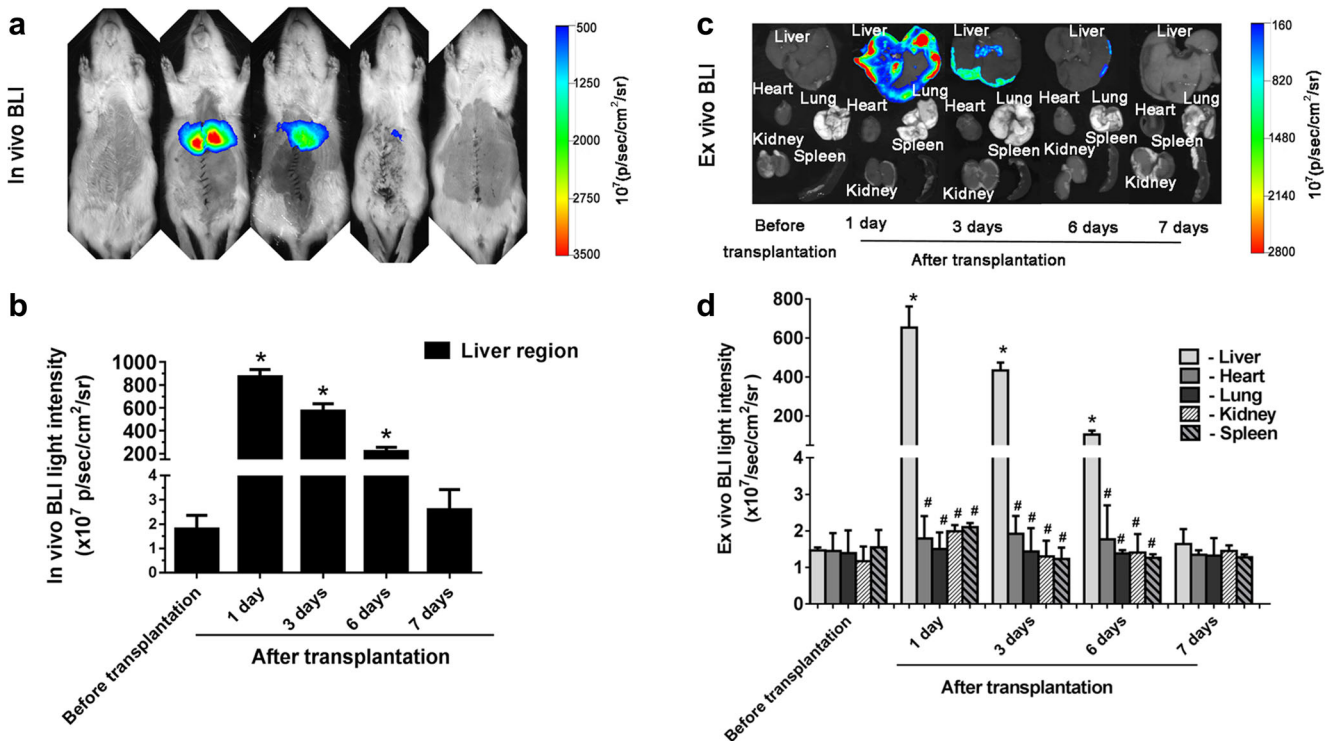 a
In vivo BLI
500
1250
2000
2750
3500
10⁷(p/sec/cm²/sr)
b
In vivo BLI light intensity
(x10⁷ p/sec/cm²/sr)
1000
800
600
400
200
4
3
2
1
0
*
*
*
Liver region
Before transplantation
1 day
3 days
6 days
7 days
After transplantation
c
Ex vivo BLI
Liver Liver Liver Liver Liver
Heart Heart Lung Heart Lung Heart Lung Heart Lung
Kidney Spleen Spleen Spleen Kidney Spleen
Kidney Kidney Kidney
Before
transplantation
1 day
3 days
6 days
7 days
After transplantation
160
820
1480
2140
2800
10⁷(p/sec/cm²/sr)
d
Ex vivo BLI light intensity
(x10⁷/sec/cm²/sr )
800
600
400
200
4
3
2
1
0
*
# # # #
*
# # # #
*
# # # #
- Liver
- Heart
- Lung
- Kidney
- Spleen
Before transplantation
1 day
3 days
6 days
7 days
After transplantation